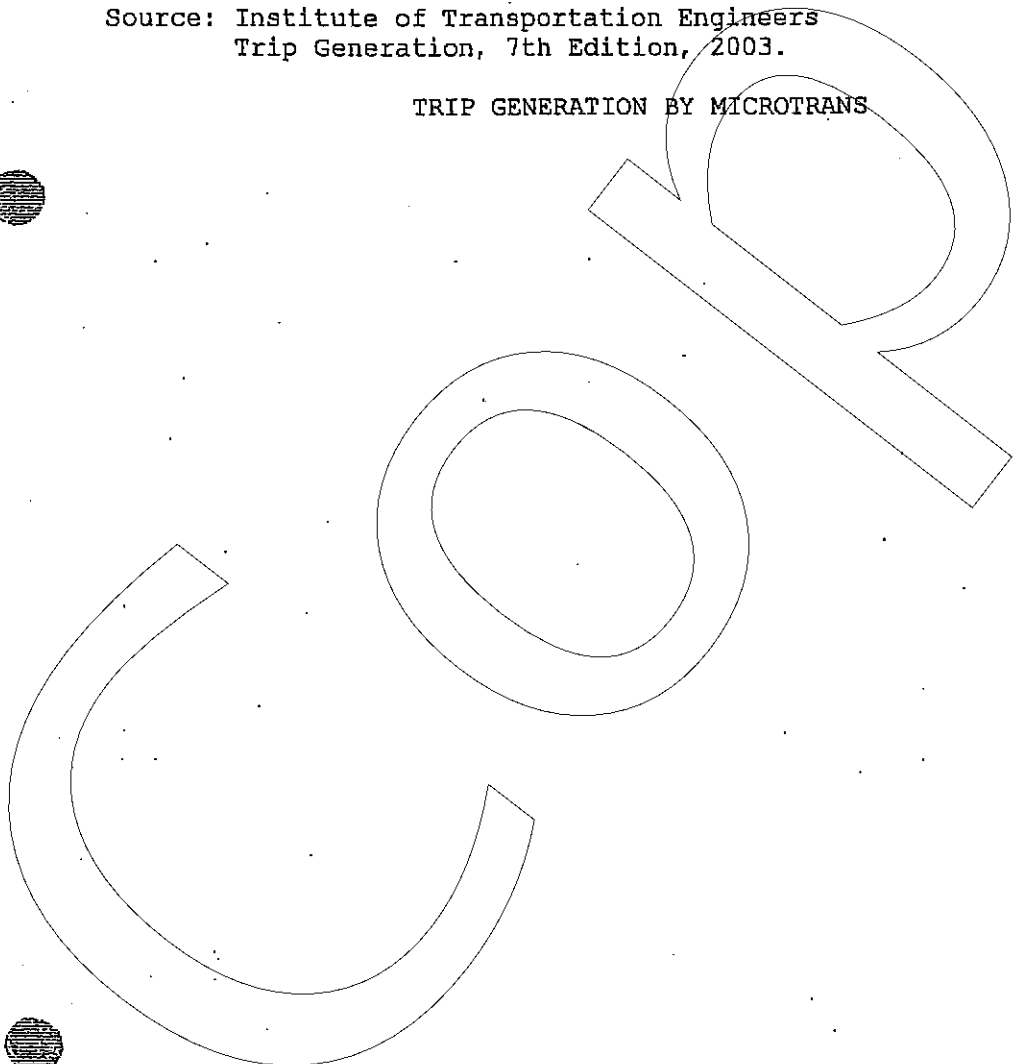 Source: Institute of Transportation Engineers
Trip Generation, 7th Edition, 2003.
TRIP GENERATION BY MICROTRANS
Cop